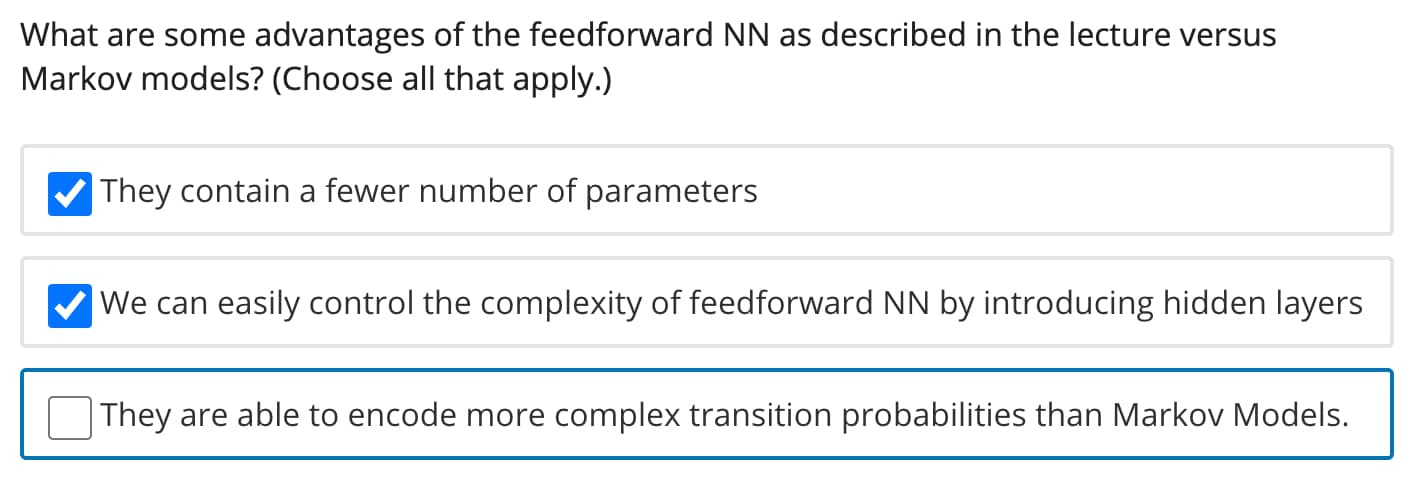 What are some advantages of the feedforward NN as described in the lecture versus
Markov models? (Choose all that apply.)
They contain a fewer number of parameters
We can easily control the complexity of feedforward NN by introducing hidden layers
They are able to encode more complex transition probabilities than Markov Models.